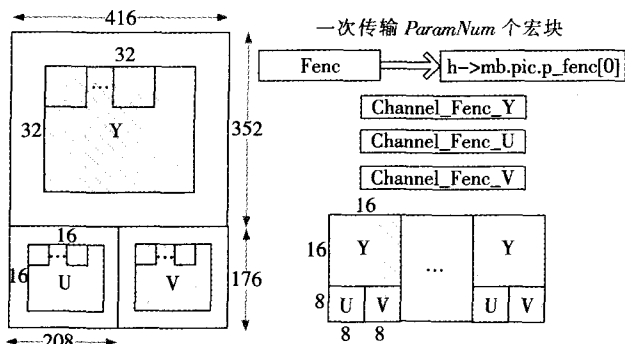 416
32
...
32
Y
352
16
...
...
16
U
V
176
208
一次传输 ParamNum 个宏块
Fenc
h->mb.pic.p_fenc[0]
Channel_Fenc_Y
Channel_Fenc_U
Channel_Fenc_V
16
16
Y
...
Y
8
U
V
U
V
8
8